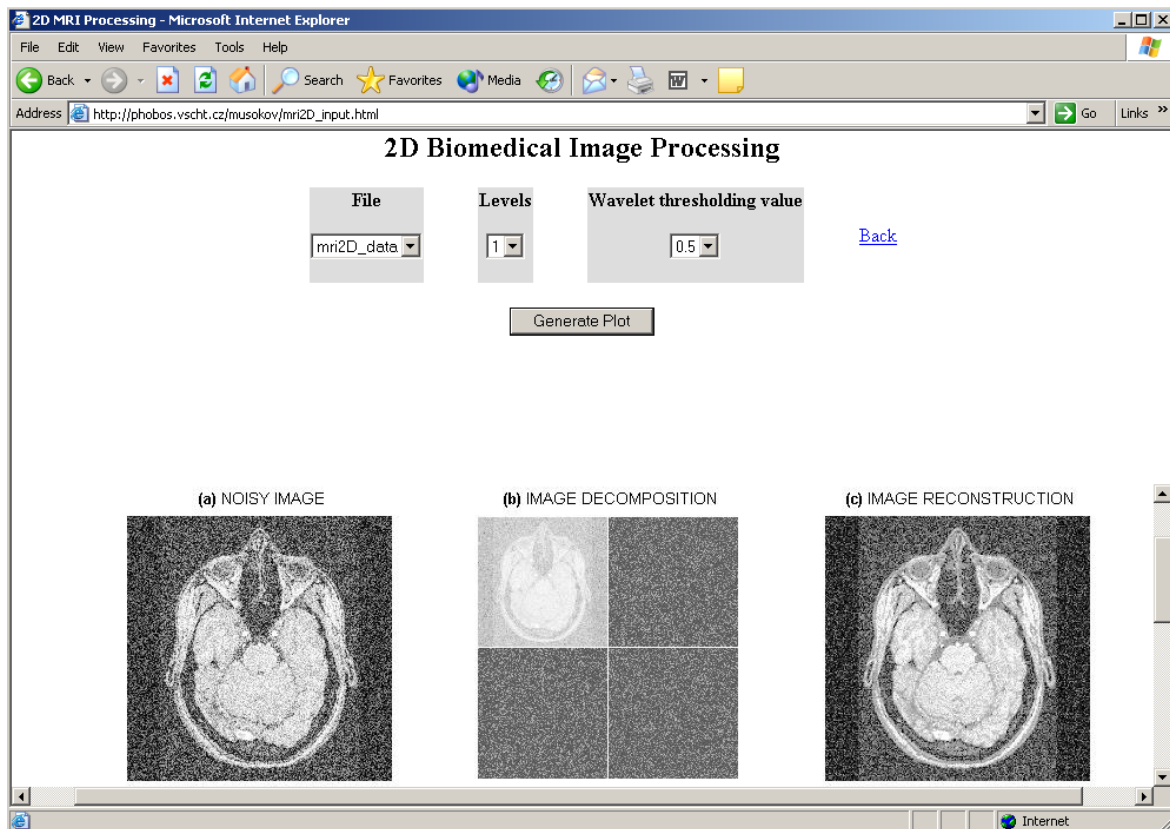 2D MRI Processing - Microsoft Internet Explorer
File Edit View Favorites Tools Help
Back Search Favorites Media
Address http://phobos.vscht.cz/musokov/mri2D_input.html Go Links »
2D Biomedical Image Processing
File Levels Wavelet thresholding value
mri2D_data 1 0.5 Back
Generate Plot
(a) NOISY IMAGE (b) IMAGE DECOMPOSITION (c) IMAGE RECONSTRUCTION
Internet